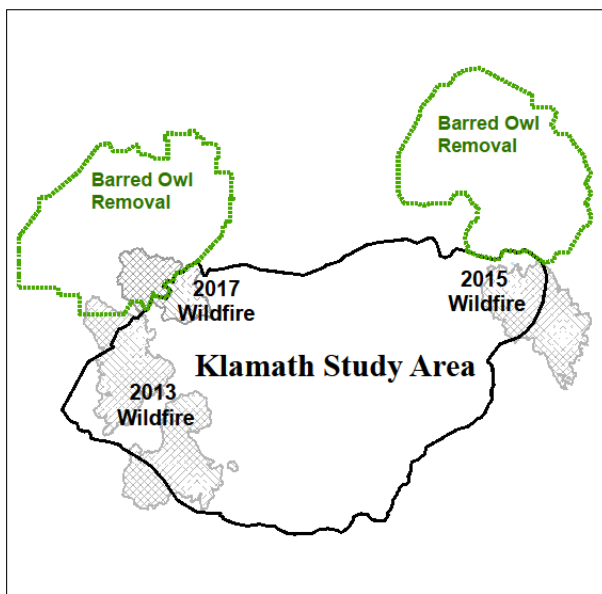 Barred Owl
Removal
Barred Owl
Removal
2017
Wildfire
2015
Wildfire
Klamath Study Area
2013
Wildfire